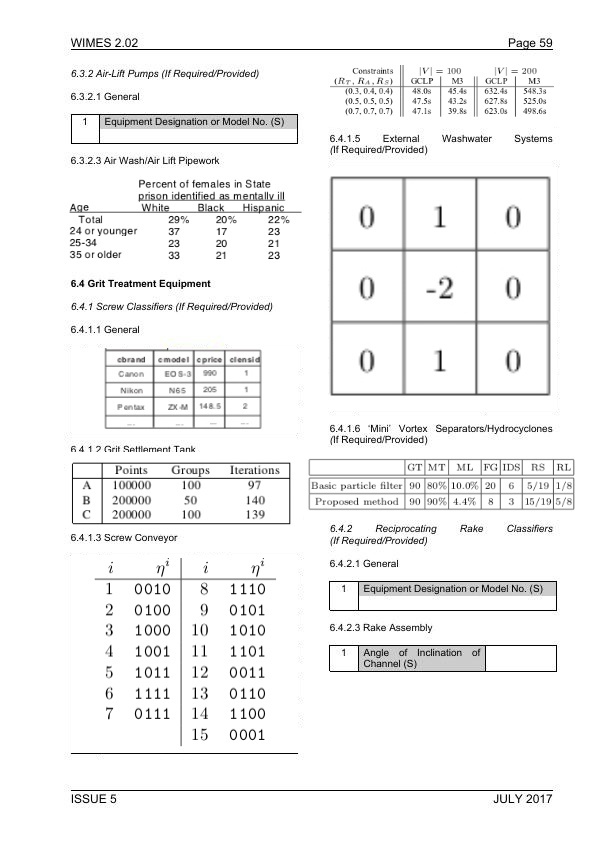 WIMES 2.02 Page 59
6.3.2 Air-Lift Pumps (If Required/Provided)
6.3.2.1 General
1 Equipment Designation or Model No. (S)
6.3.2.3 Air Wash/Air Lift Pipework
Percent of females in State
prison identified as mentally ill
Age White Black Hispanic
Total 29% 20% 22%
24 or younger 37 17 23
25-34 23 20 21
35 or older 33 21 23
6.4 Grit Treatment Equipment
6.4.1 Screw Classifiers (If Required/Provided)
6.4.1.1 General
cbrand cmodel cprice clensid
Canon EOS-3 990 1
Nikon N65 205 1
Pentax ZX-M 148.5 2
... ... ... ...
6.4.1.2 Grit Settlement Tank
Points Groups Iterations
A 100000 100 97
B 200000 50 140
C 200000 100 139
6.4.1.3 Screw Conveyor
i η^i i η^i
1 0010 8 1110
2 0100 9 0101
3 1000 10 1010
4 1001 11 1101
5 1011 12 0011
6 1111 13 0110
7 0111 14 1100
15 0001
Constraints |V| = 100 |V| = 200
(R_T, R_A, R_S) GCLP M3 GCLP M3
(0.3, 0.4, 0.4) 48.0s 45.4s 632.4s 548.3s
(0.5, 0.5, 0.5) 47.5s 43.2s 627.8s 525.0s
(0.7, 0.7, 0.7) 47.1s 39.8s 623.0s 498.6s
6.4.1.5 External Washwater Systems
(If Required/Provided)
0 1 0
0 -2 0
0 1 0
6.4.1.6 ‘Mini’ Vortex Separators/Hydrocyclones
(If Required/Provided)
GT MT ML FG IDS RS RL
Basic particle filter 90 80% 10.0% 20 6 5/19 1/8
Proposed method 90 90% 4.4% 8 3 15/19 5/8
6.4.2 Reciprocating Rake Classifiers
(If Required/Provided)
6.4.2.1 General
1 Equipment Designation or Model No. (S)
6.4.2.3 Rake Assembly
1 Angle of Inclination of
Channel (S)
ISSUE 5 JULY 2017